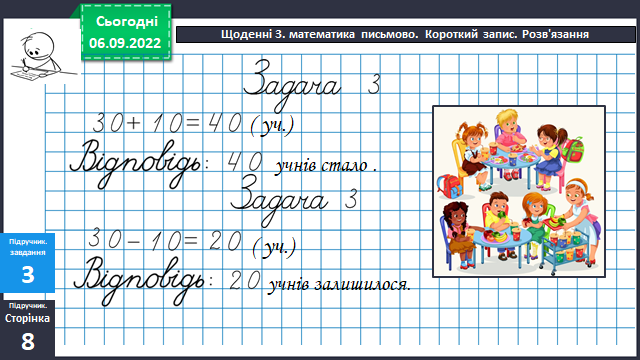 Сьогодні
06.09.2022
Щоденні 3. математика письмово. Короткий запис. Розв'язання
Задача 3
30+10=40 (уч.)
Відповідь: 40 учнів стало .
Задача 3
30-10=20 (уч.)
Відповідь: 20 учнів залишилося.
Підручник.
завдання
3
Підручник.
Сторінка
8